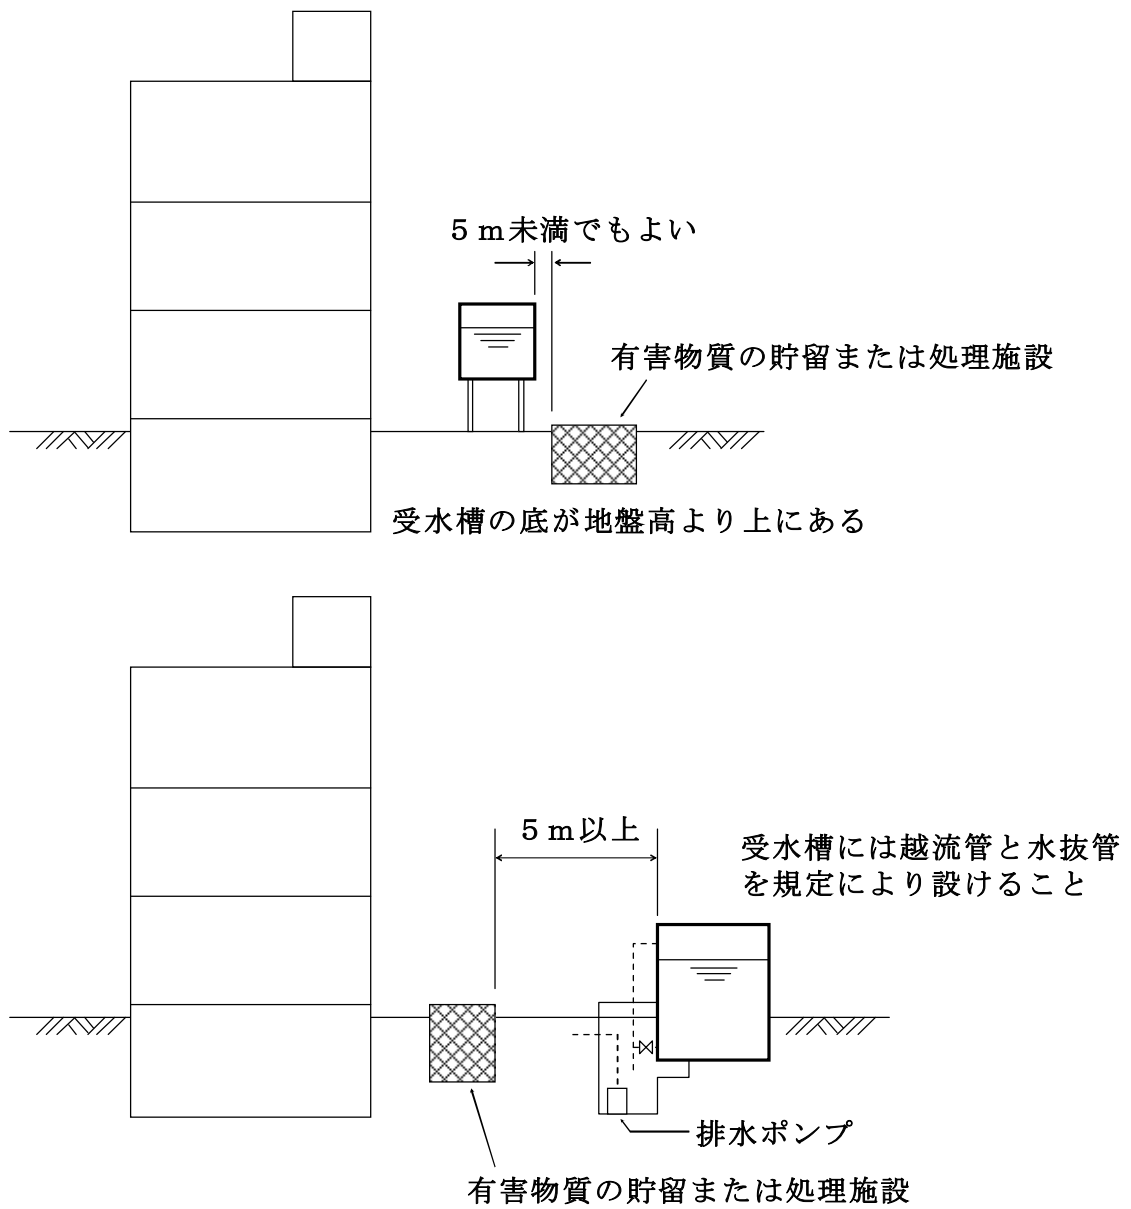 ５ｍ未満でもよい
有害物質の貯留または処理施設
受水槽の底が地盤高より上にある
５ｍ以上
受水槽には越流管と水抜管
を規定により設けること
排水ポンプ
有害物質の貯留または処理施設